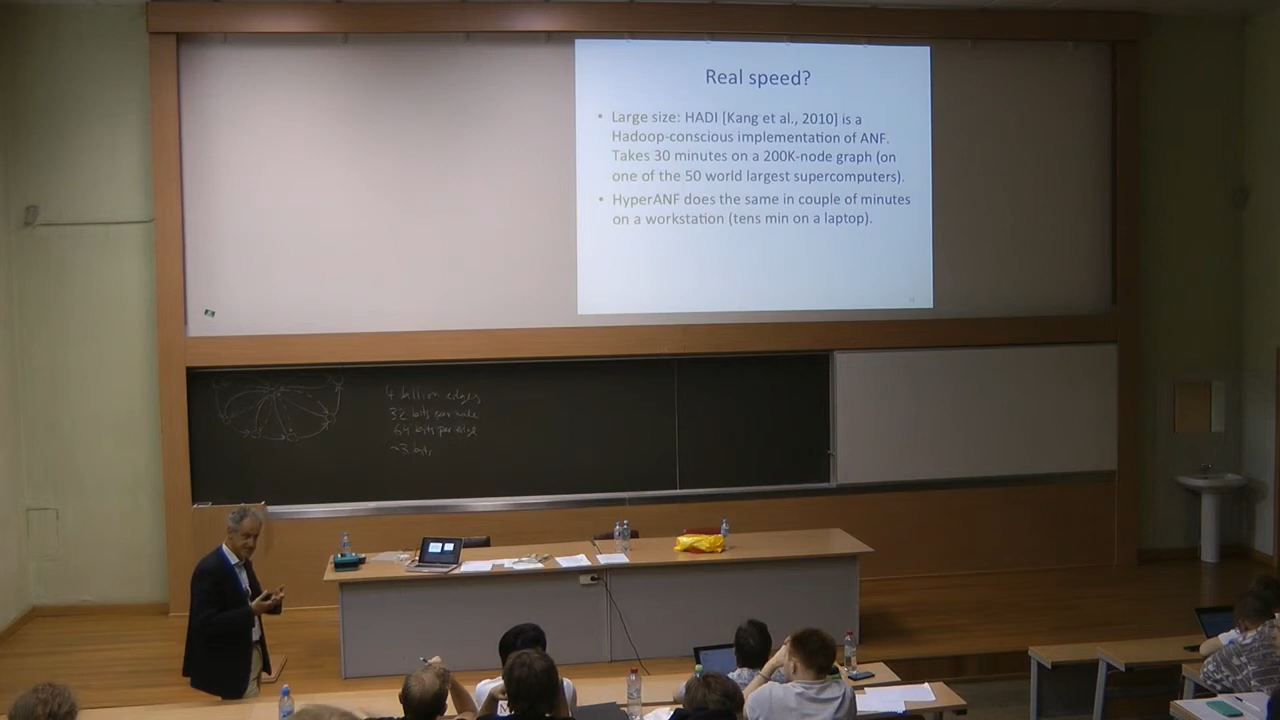 Real speed?
• Large size: HADI [Kang et al., 2010] is a
Hadoop-conscious implementation of ANF.
Takes 30 minutes on a 200K-node graph (on
one of the 50 world largest supercomputers).
• HyperANF does the same in couple of minutes
on a workstation (tens min on a laptop).
4 billion edges
32 bits per node
64 bits per edge
~3 bits